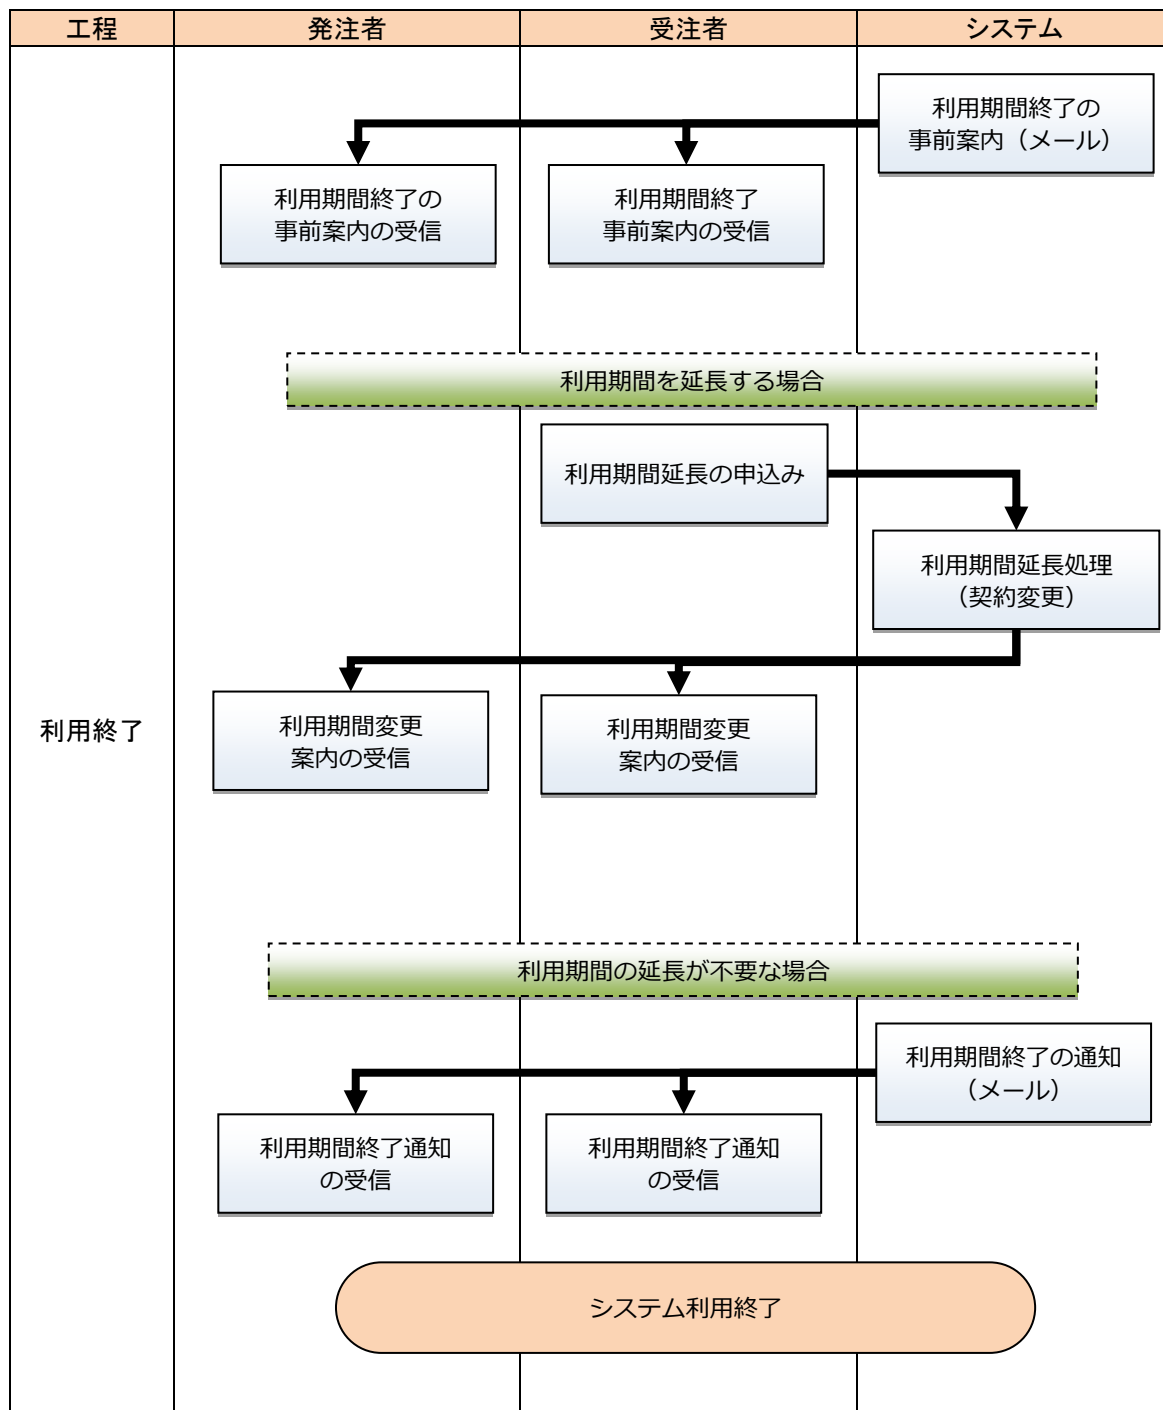 工程
発注者
受注者
システム
利用期間終了の
事前案内（メール）
利用期間終了の
事前案内の受信
利用期間終了
事前案内の受信
利用期間を延長する場合
利用期間延長の申込み
利用期間延長処理
（契約変更）
利用終了
利用期間変更
案内の受信
利用期間変更
案内の受信
利用期間の延長が不要な場合
利用期間終了の通知
（メール）
利用期間終了通知
の受信
利用期間終了通知
の受信
システム利用終了